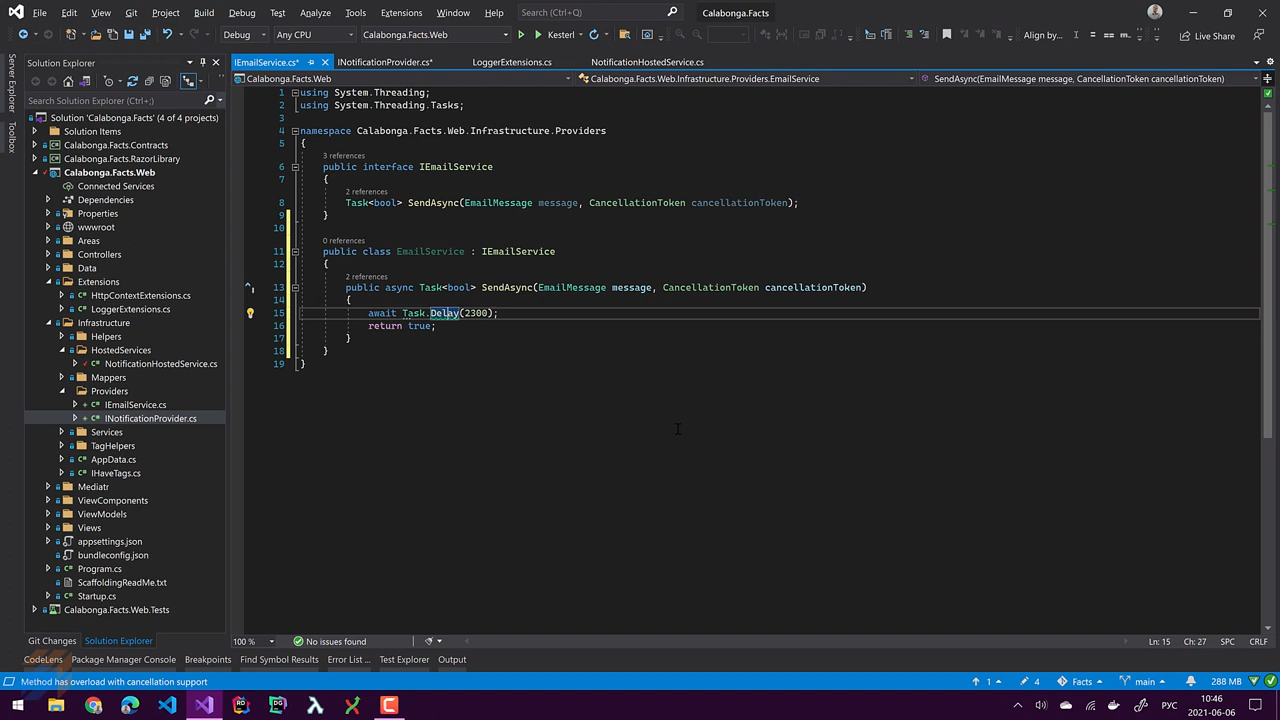 File Edit View Git Project Build Debug Test Analyze Tools Extensions Window Help Search (Ctrl+Q) Calabonga.Facts
Debug Any CPU Calabonga.Facts.Web Kestrel Align by... Live Share
Server Explorer
Toolbox
Solution Explorer
Search Solution Explorer (Ctrl+;)
Solution 'Calabonga.Facts' (4 of 4 projects)
Solution Items
Calabonga.Facts.Contracts
Calabonga.Facts.RazorLibrary
Calabonga.Facts.Web
Connected Services
Dependencies
Properties
wwwroot
Areas
Controllers
Data
Extensions
HttpContextExtensions.cs
LoggerExtensions.cs
Infrastructure
Helpers
HostedServices
NotificationHostedService.cs
Mappers
Providers
IEmailService.cs
INotificationProvider.cs
Services
TagHelpers
AppData.cs
IHaveTags.cs
Mediatr
ViewComponents
ViewModels
Views
appsettings.json
bundleconfig.json
Program.cs
ScaffoldingReadMe.txt
Startup.cs
Calabonga.Facts.Web.Tests
Git Changes Solution Explorer
IEmailService.cs* INotificationProvider.cs* LoggerExtensions.cs NotificationHostedService.cs
Calabonga.Facts.Web Calabonga.Facts.Web.Infrastructure.Providers.EmailService SendAsync(EmailMessage message, CancellationToken cancellationToken)
1 using System.Threading;
2 using System.Threading.Tasks;
3
4 namespace Calabonga.Facts.Web.Infrastructure.Providers
5 {
3 references
6 public interface IEmailService
7 {
2 references
8 Task<bool> SendAsync(EmailMessage message, CancellationToken cancellationToken);
9 }
10
0 references
11 public class EmailService : IEmailService
12 {
2 references
13 public async Task<bool> SendAsync(EmailMessage message, CancellationToken cancellationToken)
14 {
15 await Task.Delay(2300);
16 return true;
17 }
18 }
19 }
100 % No issues found Ln: 15 Ch: 27 SPC CRLF
CodeLens Package Manager Console Breakpoints Find Symbol Results Error List ... Test Explorer Output
Method has overload with cancellation support 1 4 Facts main 288 MB
РУС 10:46
2021-06-06